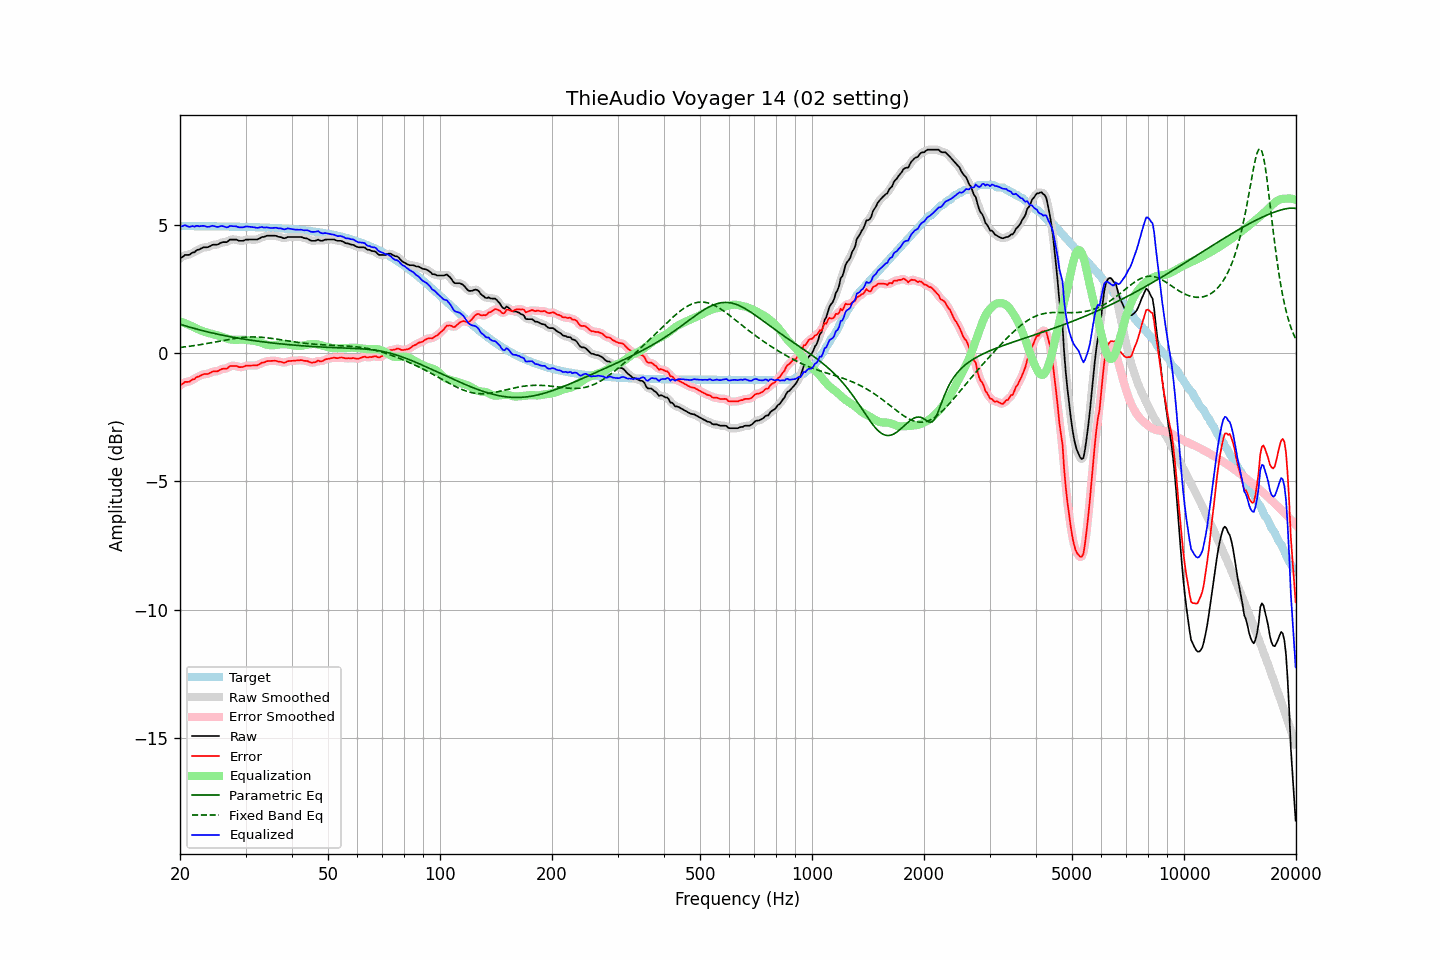 ThieAudio Voyager 14 (02 setting)
Amplitude (dBr)
5
0
−5
−10
−15
Target
Raw Smoothed
Error Smoothed
Raw
Error
Equalization
Parametric Eq
Fixed Band Eq
Equalized
20 50 100 200 500 1000 2000 5000 10000 20000
Frequency (Hz)